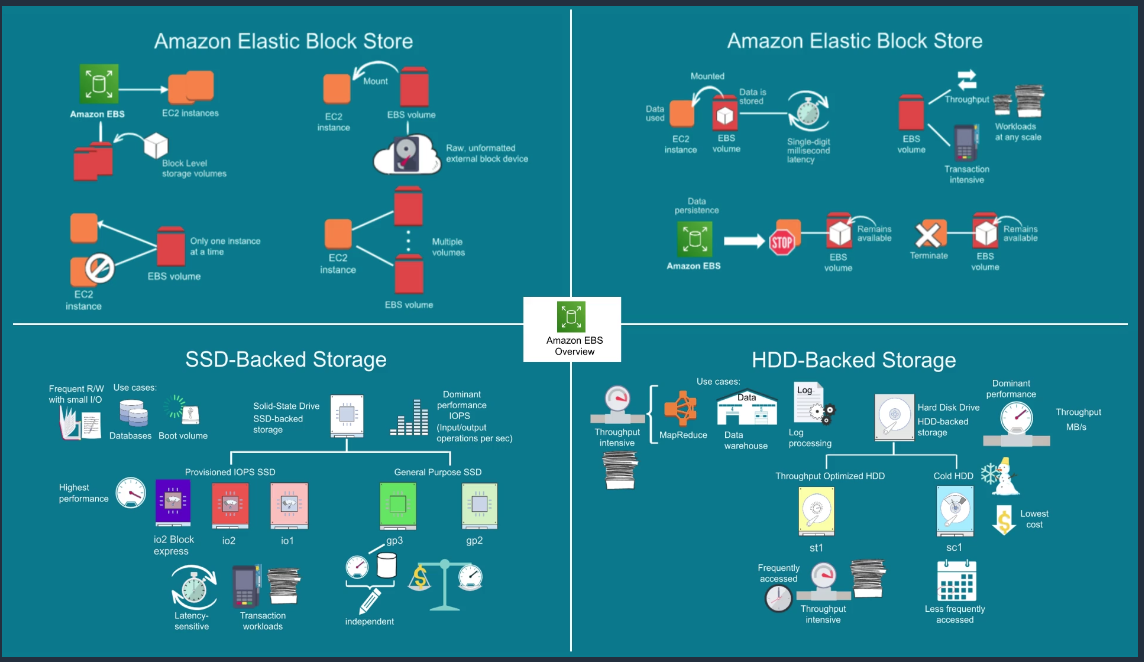 Amazon Elastic Block Store
Amazon EBS
EC2 instances
Block Level
storage volumes
Mount
EC2
instance
EBS volume
Raw, unformatted
external block device
Only one instance
at a time
EBS volume
EC2
instance
EC2
instance
Multiple
volumes
EBS volume
Amazon Elastic Block Store
Mounted
Data
used
Data is
stored
EC2
instance
EBS
volume
Single-digit
millisecond
latency
EBS
volume
Throughput
Workloads
at any scale
Transaction
intensive
Data
persistence
Amazon EBS
STOP
Remains
available
EBS
volume
Terminate
Remains
available
EBS
volume
Amazon EBS
Overview
SSD-Backed Storage
Frequent R/W
with small I/O
Use cases:
Databases
Boot volume
Solid-State Drive
SSD-backed
storage
Dominant
performance
IOPS
(Input/output
operations per sec)
Provisioned IOPS SSD
General Purpose SSD
Highest
performance
io2 Block
express
io2
io1
gp3
gp2
Latency-
sensitive
Transaction
workloads
independent
$
HDD-Backed Storage
Use cases:
Throughput
intensive
MapReduce
Data
Data
warehouse
Log
Log
processing
Hard Disk Drive
HDD-backed
storage
Dominant
performance
Throughput
MB/s
Throughput Optimized HDD
Cold HDD
st1
sc1
$
Lowest
cost
Frequently
accessed
Throughput
intensive
Less frequently
accessed